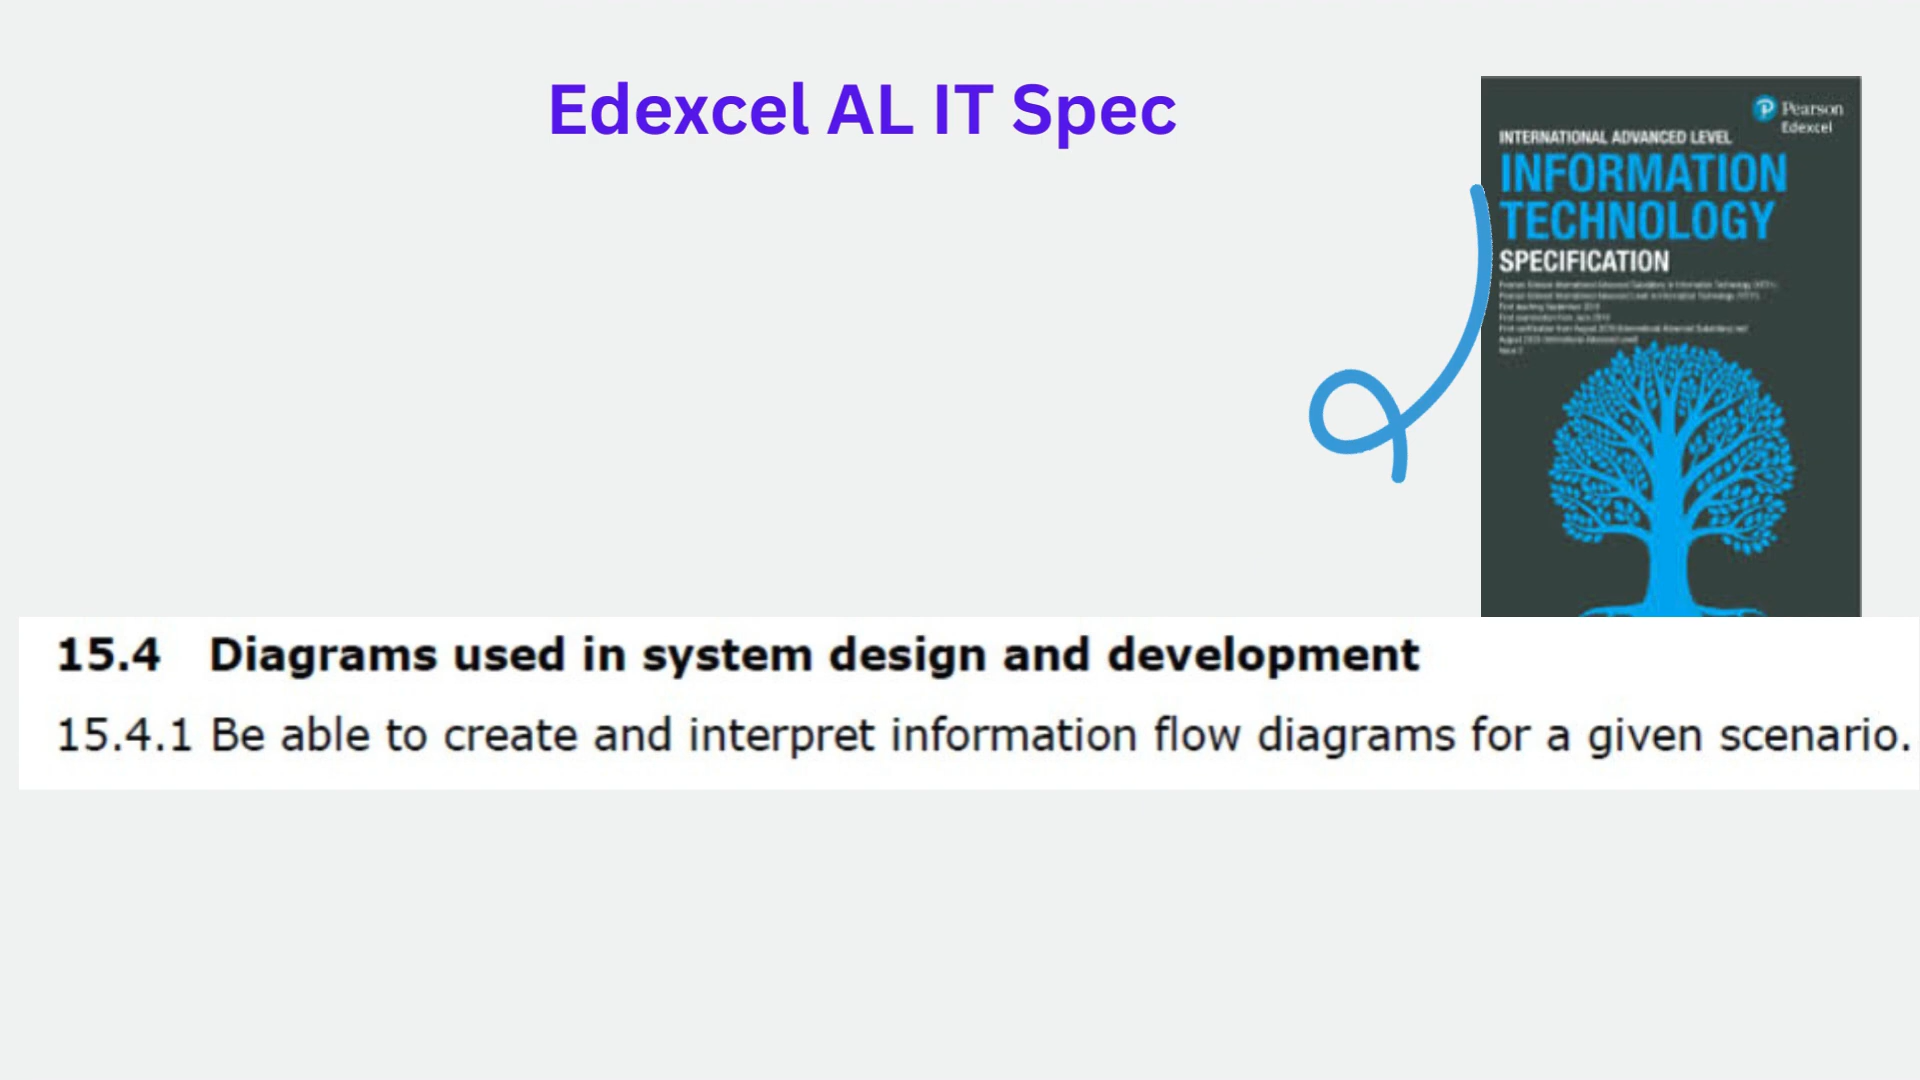 Edexcel AL IT Spec
Pearson
Edexcel
INTERNATIONAL ADVANCED LEVEL
INFORMATION
TECHNOLOGY
SPECIFICATION
15.4 Diagrams used in system design and development
15.4.1 Be able to create and interpret information flow diagrams for a given scenario.